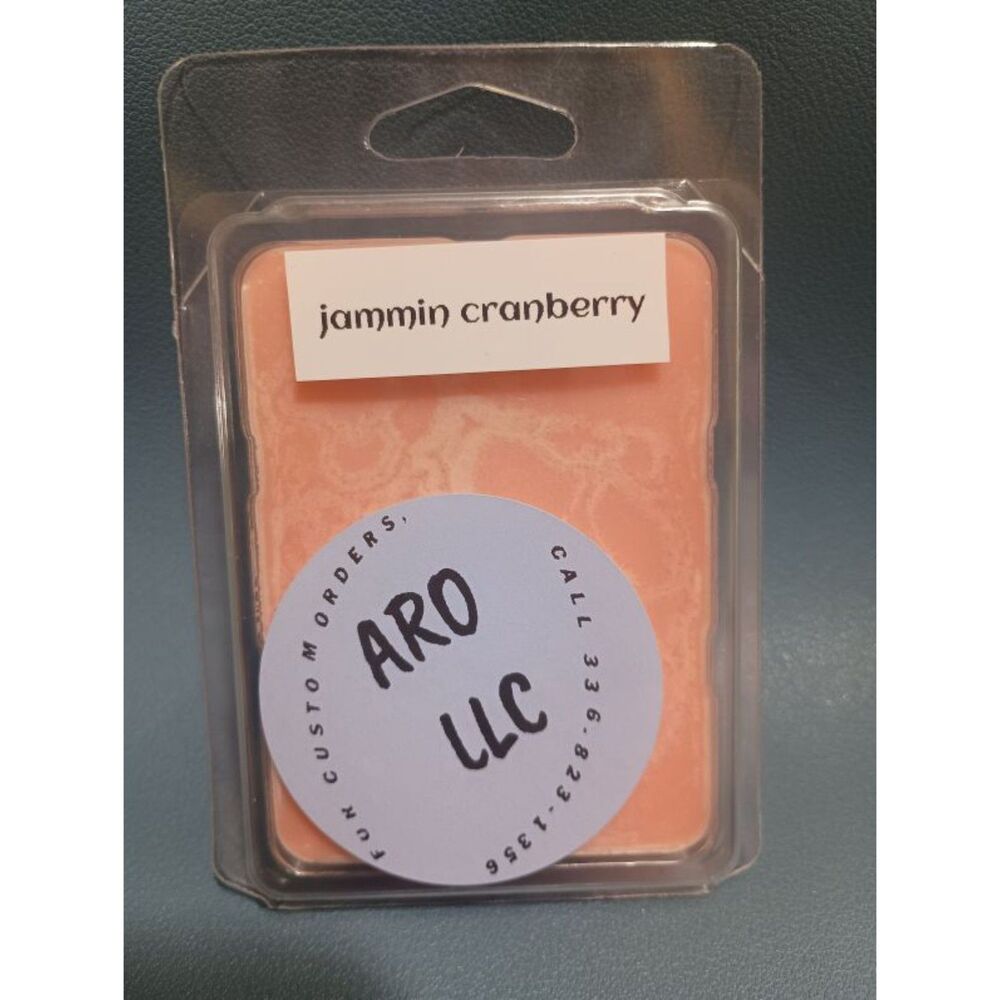 jammin cranberry
FOR CUSTOM ORDERS,
CALL 336-823-1356
ARO
LLC